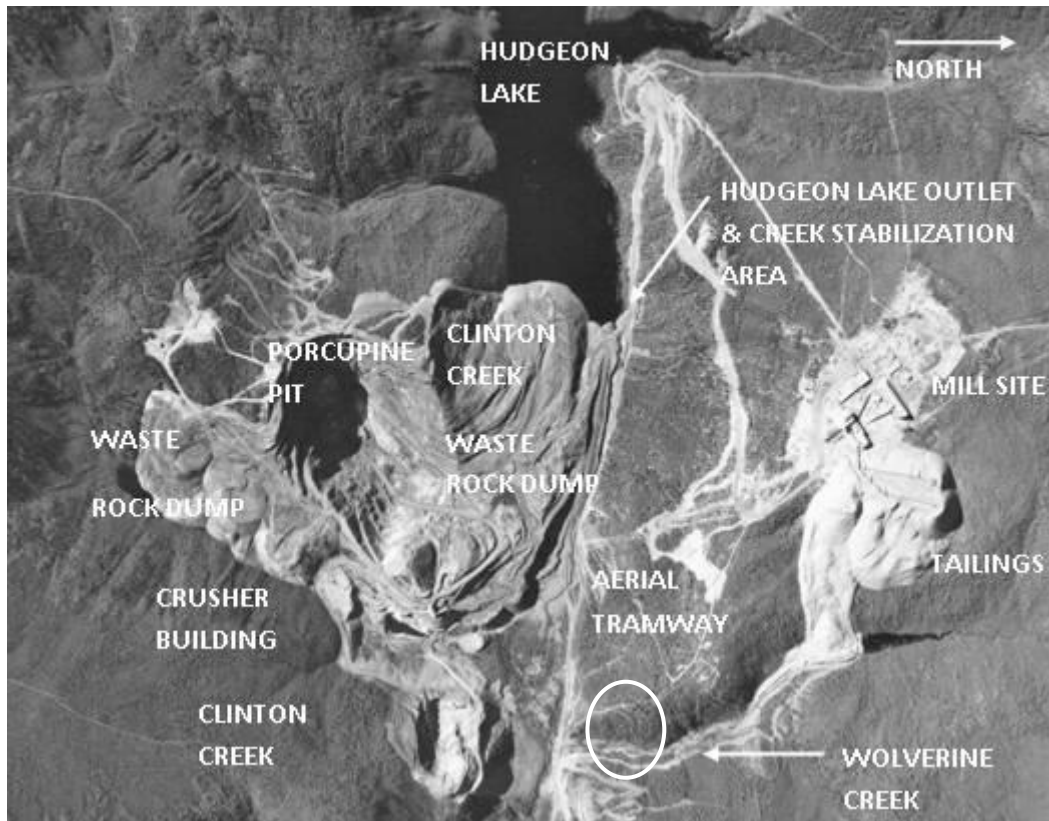 HUDGEON
LAKE
NORTH
HUDGEON LAKE OUTLET
& CREEK STABILIZATION
AREA
PORCUPINE
PIT
CLINTON
CREEK
MILL SITE
WASTE
ROCK DUMP
WASTE
ROCK DUMP
TAILINGS
AERIAL
TRAMWAY
CRUSHER
BUILDING
CLINTON
CREEK
WOLVERINE
CREEK